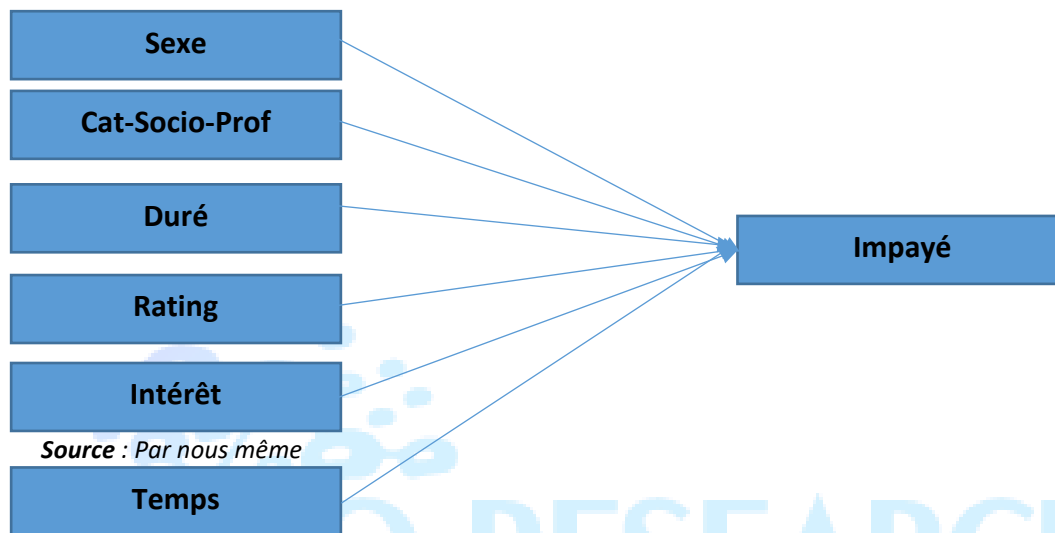 Sexe
Cat-Socio-Prof
Duré
Impayé
Rating
Intérêt
Source : Par nous même
Temps